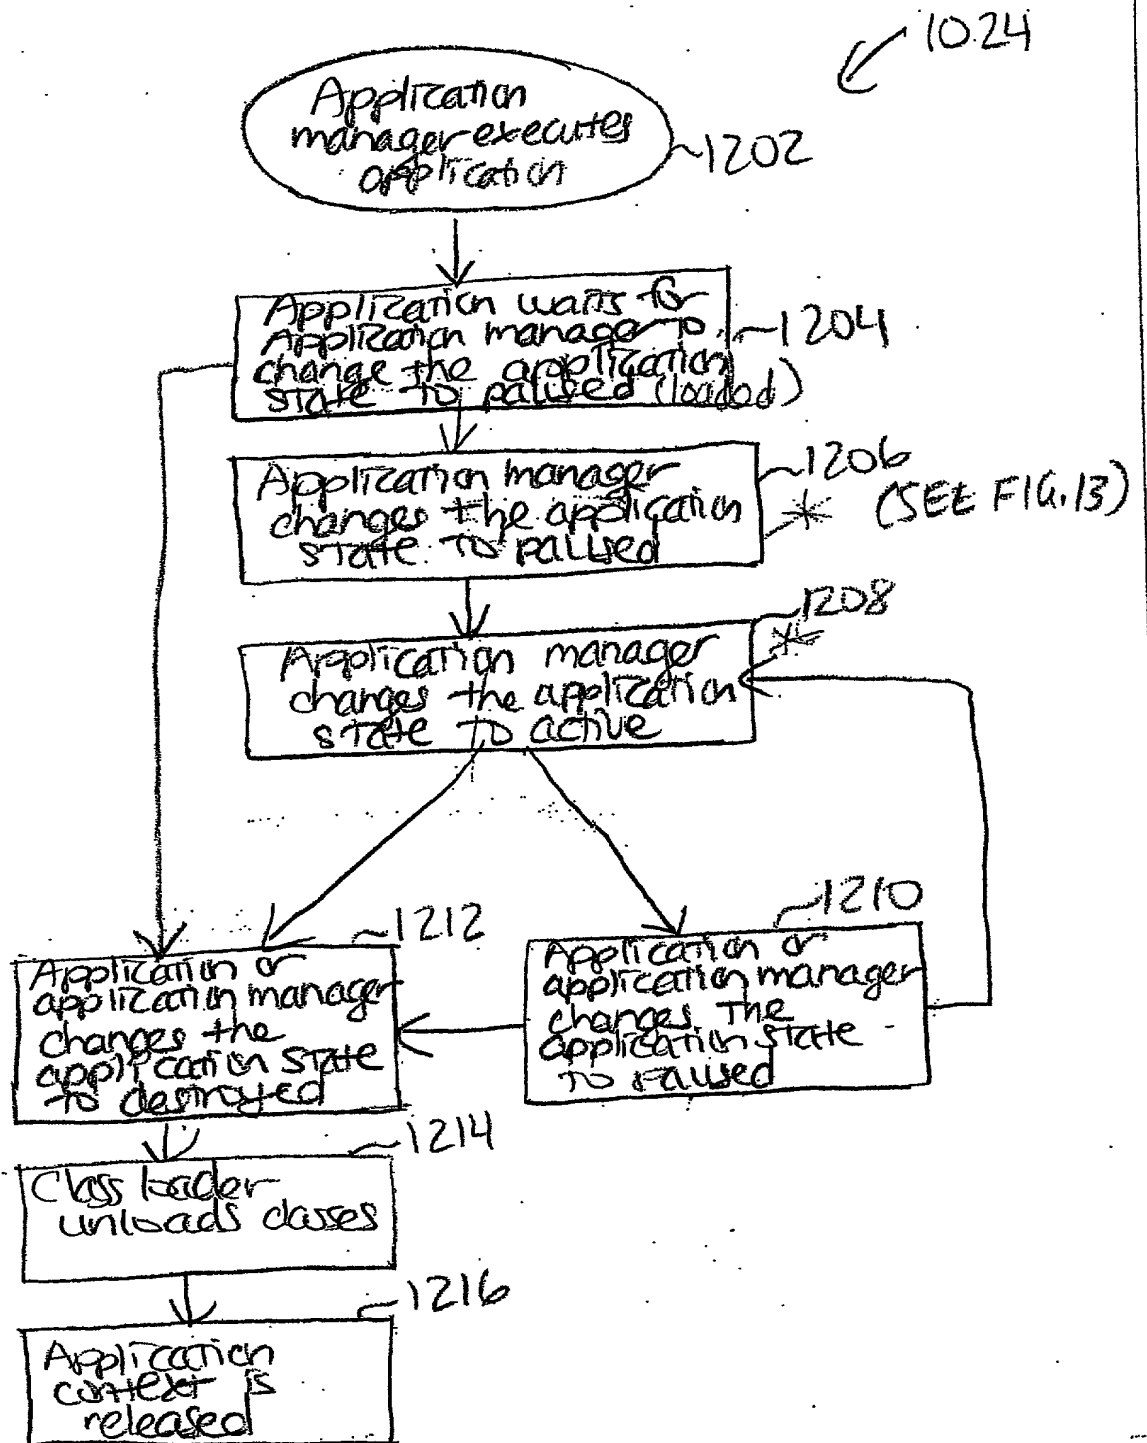 1024
Application
manager executes
application
1202
Application waits for
Application manager to
change the application
state to paused (loaded)
1204
Application manager
changes the application
state to paused
1206
* (SEE FIG. 13)
Application manager
changes the application
state to active
1208
*
Application or
application manager
changes the
application state
to destroyed
1212
Application or
application manager
changes the
application state
to Paused
1210
Class loader
unloads classes
1214
Application
context is
released
1216